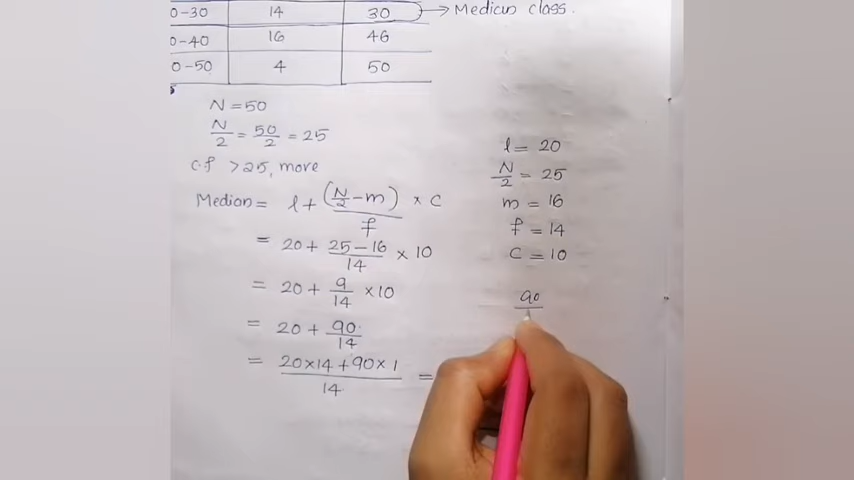 0-30 14 30 → Median class.
0-40 16 46
0-50 4 50
N = 50
N/2 = 50/2 = 25
c.f > 25, more
Median = l + (N/2 - m)/f × c
= 20 + 25-16/14 × 10
= 20 + 9/14 × 10
= 20 + 90/14
= 20×14+90×1/14 =
l = 20
N/2 = 25
m = 16
f = 14
c = 10
90